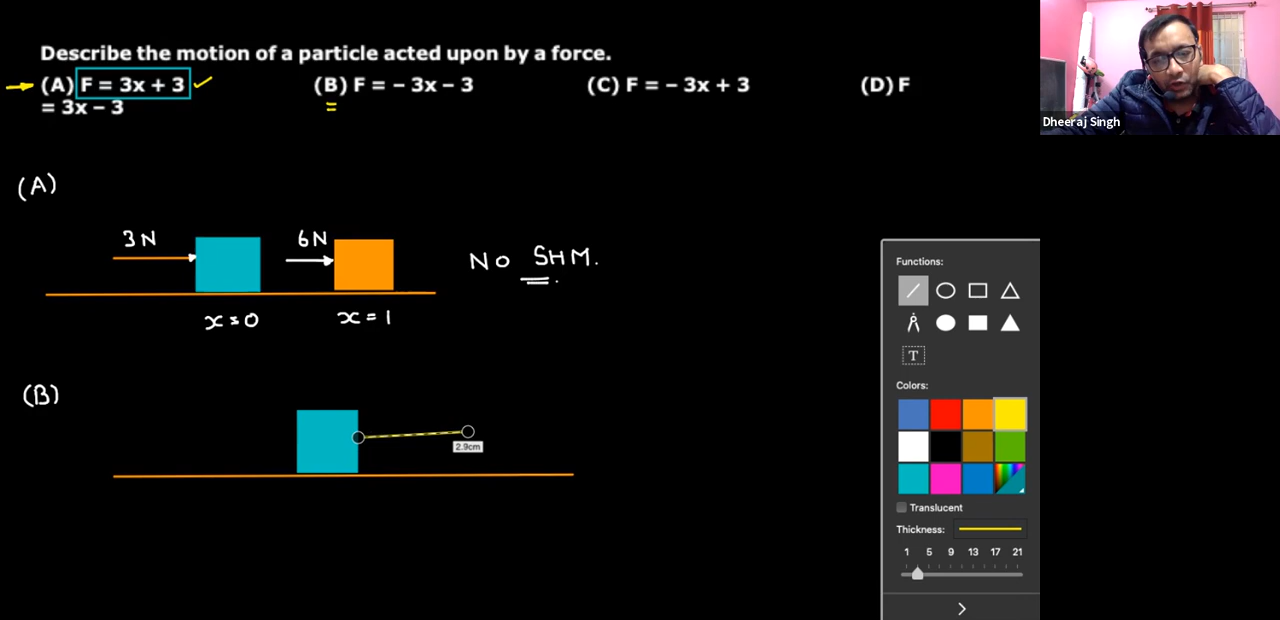 Describe the motion of a particle acted upon by a force.
(A) F = 3x + 3 (B) F = – 3x – 3 (C) F = – 3x + 3 (D) F
= 3x – 3
Dheeraj Singh
(A)
3N 6N
No SHM.
x=0 x=1
(B)
2.9cm
Functions:
T
Colors:
Translucent
Thickness:
1 5 9 13 17 21